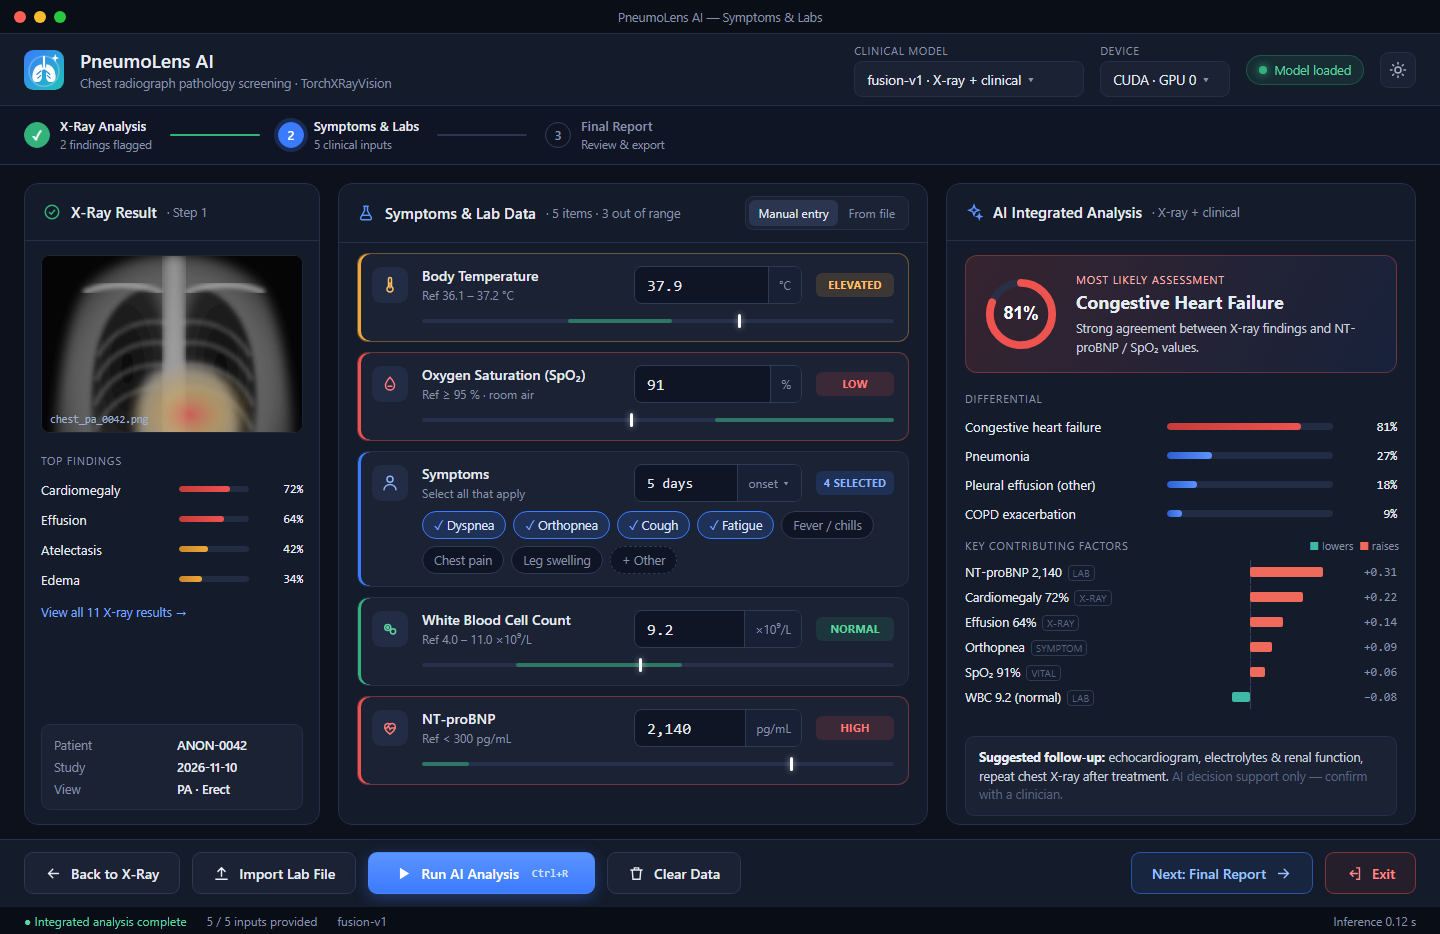 PneumoLens AI — Symptoms & Labs
PneumoLens AI
Chest radiograph pathology screening · TorchXRayVision
CLINICAL MODEL
fusion-v1 · X-ray + clinical
DEVICE
CUDA · GPU 0
Model loaded
X-Ray Analysis
2 findings flagged
2
Symptoms & Labs
5 clinical inputs
3
Final Report
Review & export
X-Ray Result · Step 1
chest_pa_0042.png
TOP FINDINGS
Cardiomegaly 72%
Effusion 64%
Atelectasis 42%
Edema 34%
View all 11 X-ray results →
Patient ANON-0042
Study 2026-11-10
View PA · Erect
Symptoms & Lab Data · 5 items · 3 out of range
Manual entry From file
Body Temperature
Ref 36.1 – 37.2 °C
37.9 °C
ELEVATED
Oxygen Saturation (SpO₂)
Ref ≥ 95 % · room air
91 %
LOW
Symptoms
Select all that apply
5 days onset
4 SELECTED
✓ Dyspnea ✓ Orthopnea ✓ Cough ✓ Fatigue Fever / chills
Chest pain Leg swelling + Other
White Blood Cell Count
Ref 4.0 – 11.0 ×10⁹/L
9.2 ×10⁹/L
NORMAL
NT-proBNP
Ref < 300 pg/mL
2,140 pg/mL
HIGH
AI Integrated Analysis · X-ray + clinical
81%
MOST LIKELY ASSESSMENT
Congestive Heart Failure
Strong agreement between X-ray findings and NT-
proBNP / SpO₂ values.
DIFFERENTIAL
Congestive heart failure 81%
Pneumonia 27%
Pleural effusion (other) 18%
COPD exacerbation 9%
KEY CONTRIBUTING FACTORS lowers raises
NT-proBNP 2,140 LAB +0.31
Cardiomegaly 72% X-RAY +0.22
Effusion 64% X-RAY +0.14
Orthopnea SYMPTOM +0.09
SpO₂ 91% VITAL +0.06
WBC 9.2 (normal) LAB −0.08
Suggested follow-up: echocardiogram, electrolytes & renal function,
repeat chest X-ray after treatment. AI decision support only — confirm
with a clinician.
← Back to X-Ray
Import Lab File
Run AI Analysis Ctrl+R
Clear Data
Next: Final Report →
Exit
● Integrated analysis complete 5 / 5 inputs provided fusion-v1
Inference 0.12 s